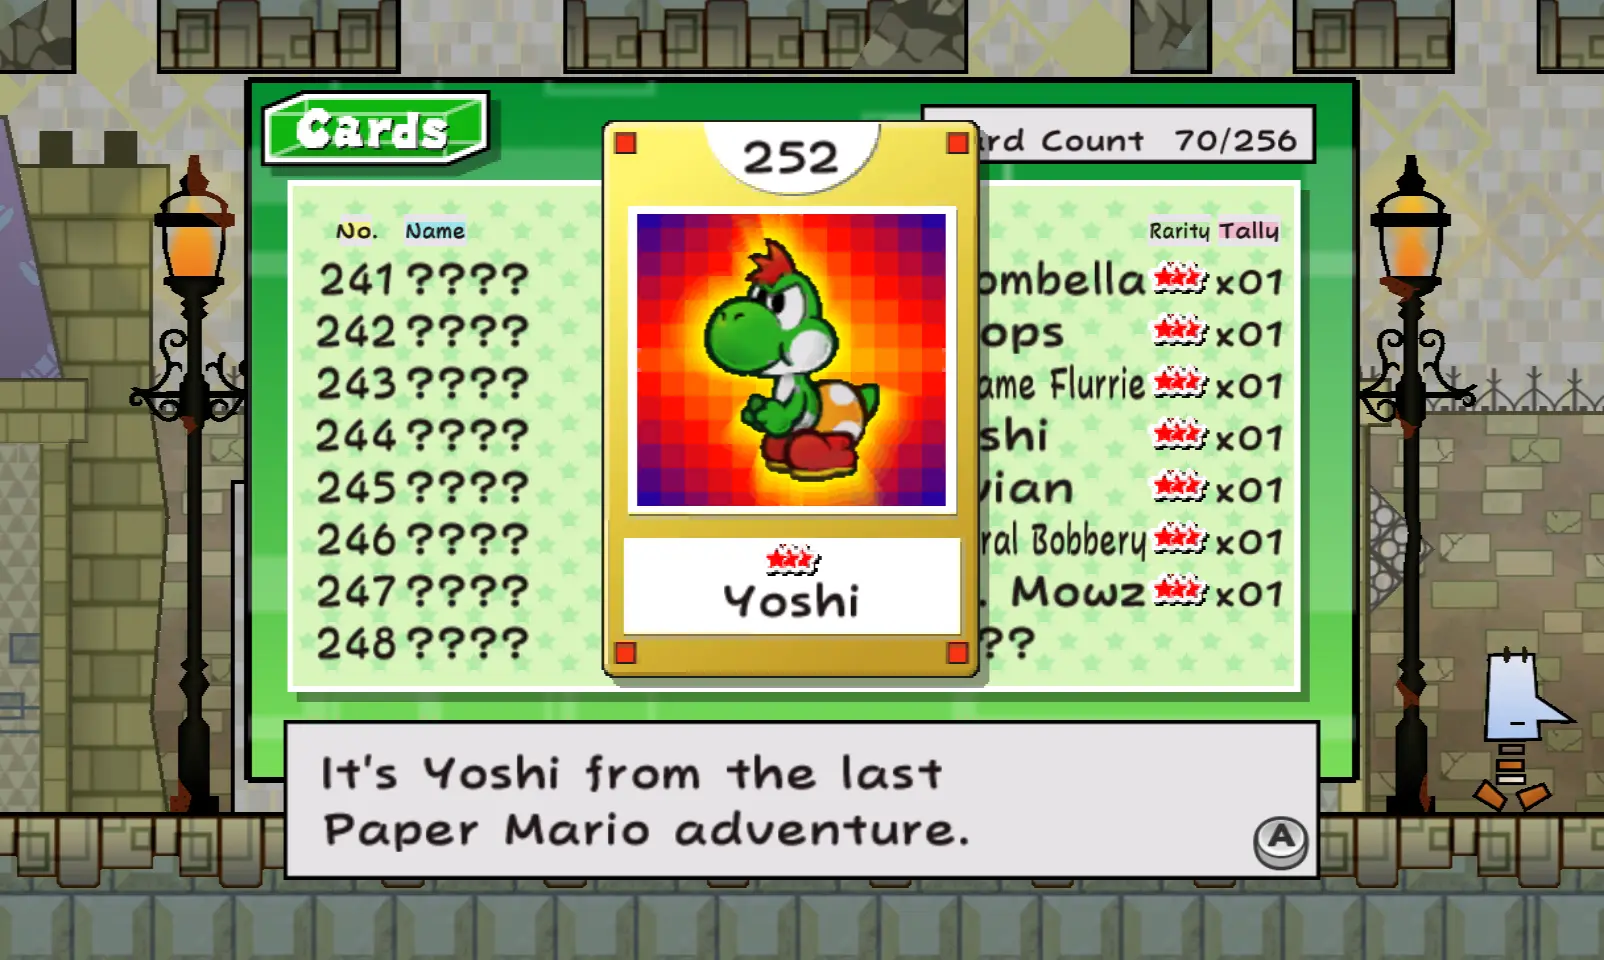 Cards
rd Count 70/256
252
No. Name
Rarity Tally
241 ????
ombella x01
242 ????
ops x01
243 ????
ame Flurrie x01
244 ????
shi x01
245 ????
vian x01
246 ????
ral Bobbery x01
247 ????
. Mowz x01
248 ????
??
Yoshi
It's Yoshi from the last
Paper Mario adventure.
A